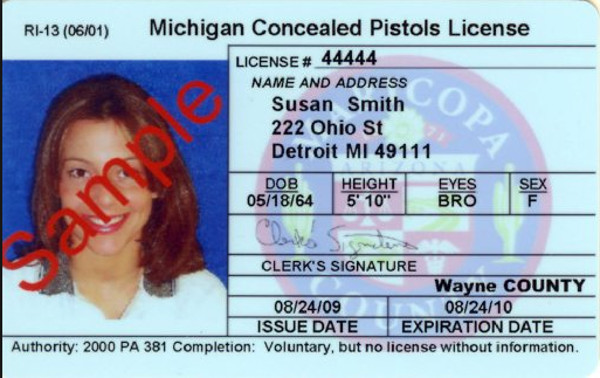 RI-13 (06/01) Michigan Concealed Pistols License
LICENSE # 44444
NAME AND ADDRESS
Susan Smith
222 Ohio St
Detroit MI 49111
DOB HEIGHT EYES SEX
05/18/64 5' 10" BRO F
Clerks Signature
CLERK'S SIGNATURE
Wayne COUNTY
08/24/09 08/24/10
ISSUE DATE EXPIRATION DATE
Authority: 2000 PA 381 Completion: Voluntary, but no license without information.
Sample
COPA
ARIZONA
COUNTY